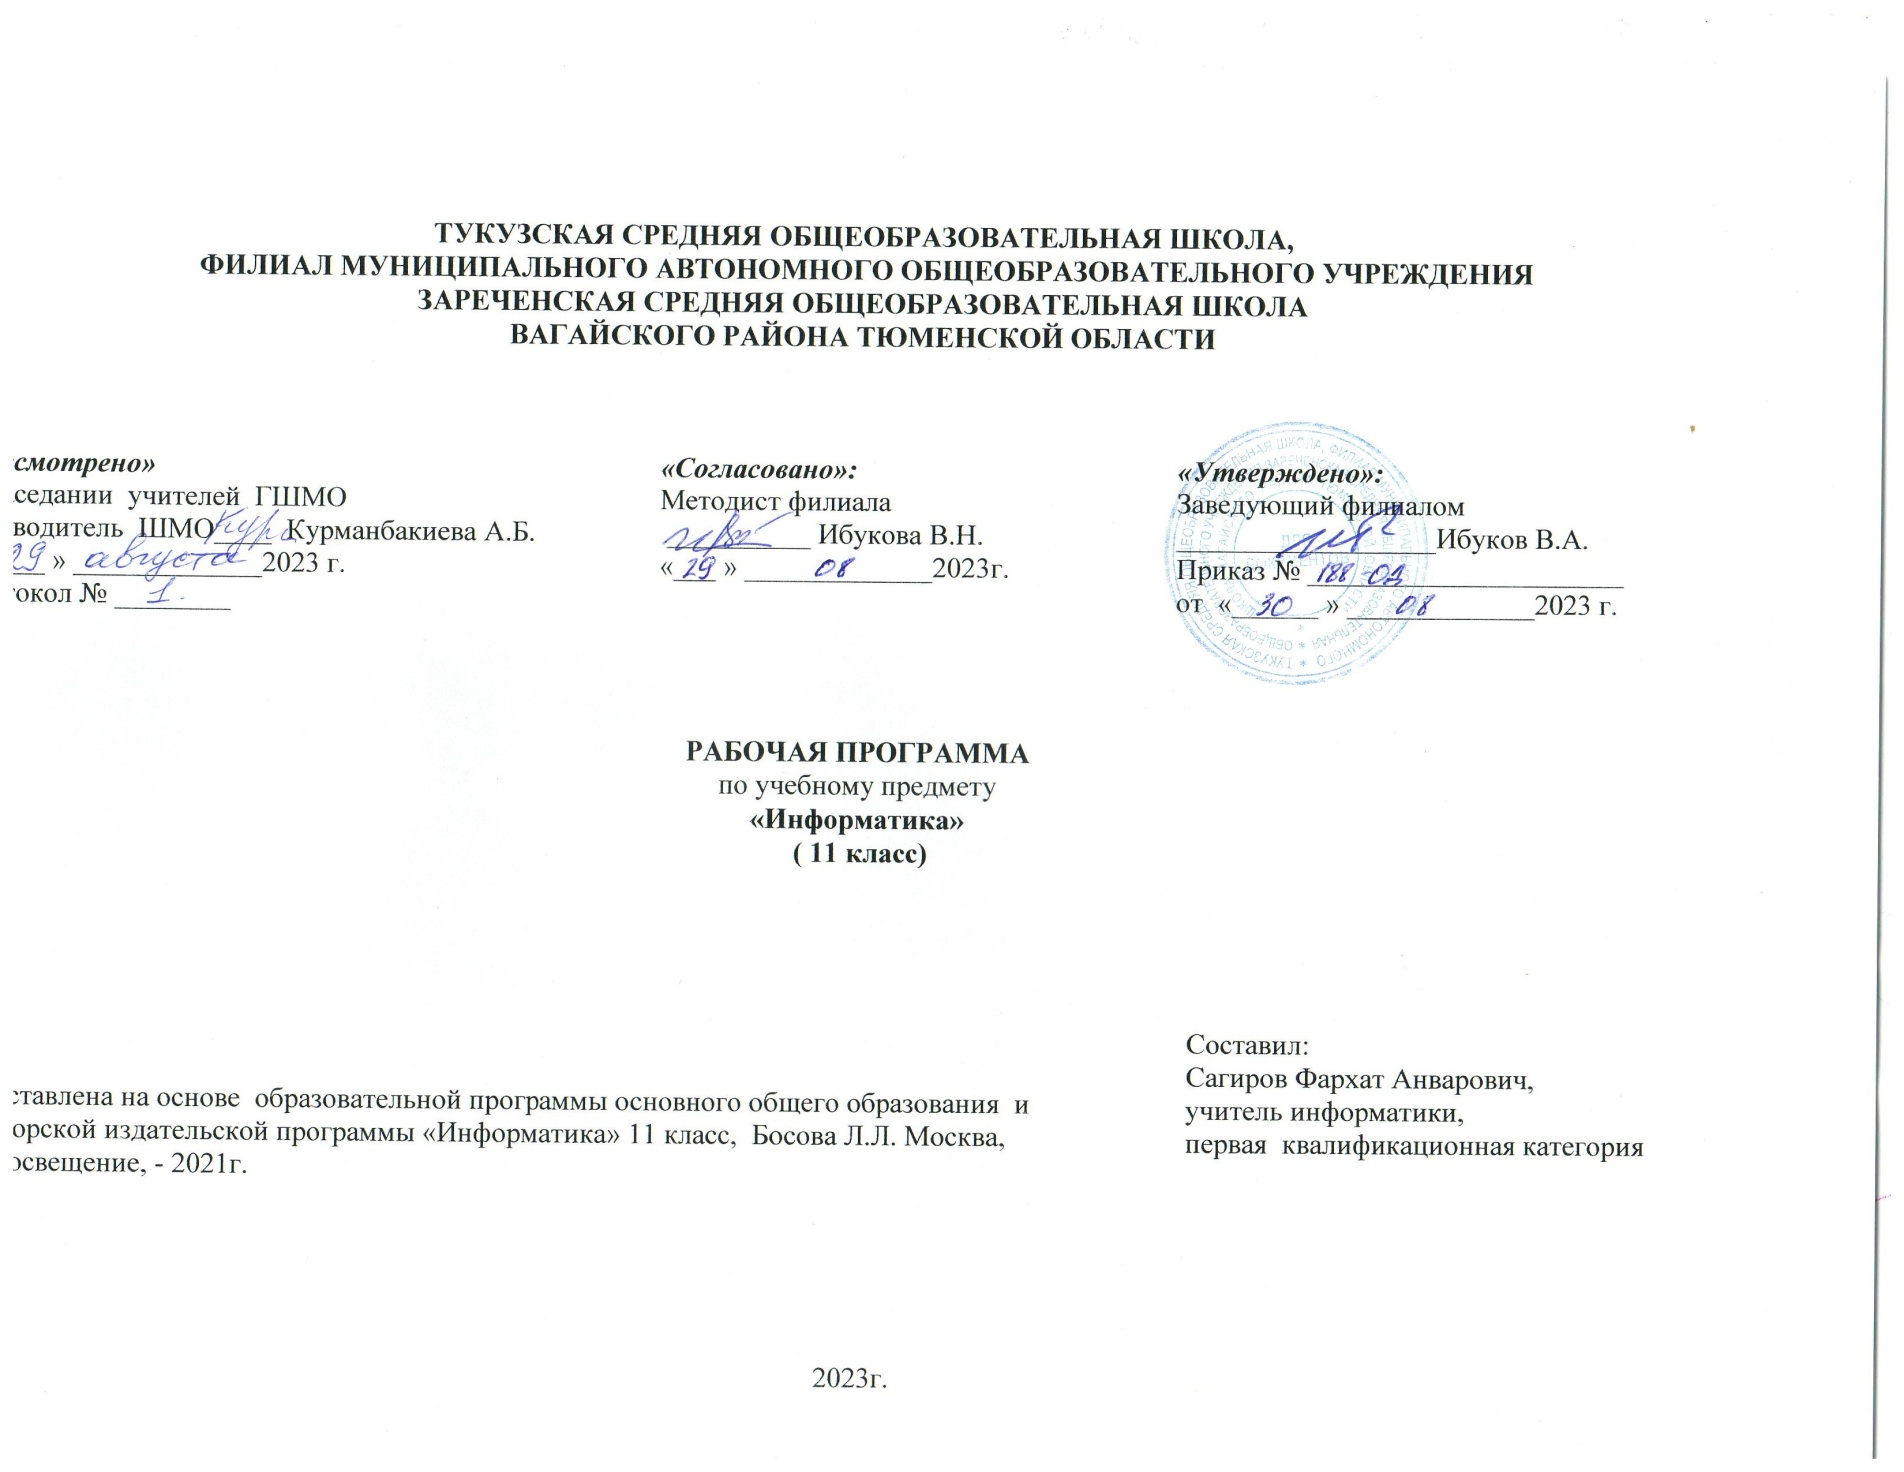 ТУКУЗСКАЯ СРЕДНЯЯ ОБЩЕОБРАЗОВАТЕЛЬНАЯ ШКОЛА,
ФИЛИАЛ МУНИЦИПАЛЬНОГО АВТОНОМНОГО ОБЩЕОБРАЗОВАТЕЛЬНОГО УЧРЕЖДЕНИЯ
ЗАРЕЧЕНСКАЯ СРЕДНЯЯ ОБЩЕОБРАЗОВАТЕЛЬНАЯ ШКОЛА
ВАГАЙСКОГО РАЙОНА ТЮМЕНСКОЙ ОБЛАСТИ
смотрено»
седании учителей ГШМО
водитель ШМО____ Курманбакиева А.Б.
29 » августа 2023 г.
окол № 1.
«Согласовано»:
Методист филиала
__________ Ибукова В.Н.
« 29 » 08 2023г.
«Утверждено»:
Заведующий филиалом
__________________Ибуков В.А.
Приказ № 188-ОД
от « 30 » 08 2023 г.
РАБОЧАЯ ПРОГРАММА
по учебному предмету
«Информатика»
( 11 класс)
Составил:
Сагиров Фархат Анварович,
учитель информатики,
первая квалификационная категория
ставлена на основе образовательной программы основного общего образования и
орской издательской программы «Информатика» 11 класс, Босова Л.Л. Москва,
освещение, - 2021г.
2023г.